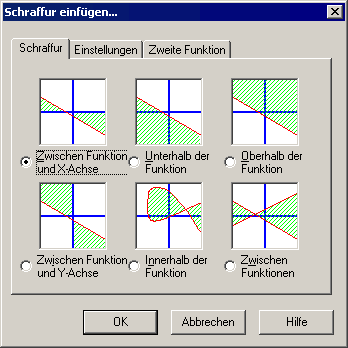 Schraffur einfügen...
Schraffur Einstellungen Zweite Funktion
Zwischen Funktion
und X-Achse
Unterhalb der
Funktion
Oberhalb der
Funktion
Zwischen Funktion
und Y-Achse
Innerhalb der
Funktion
Zwischen
Funktionen
OK Abbrechen Hilfe